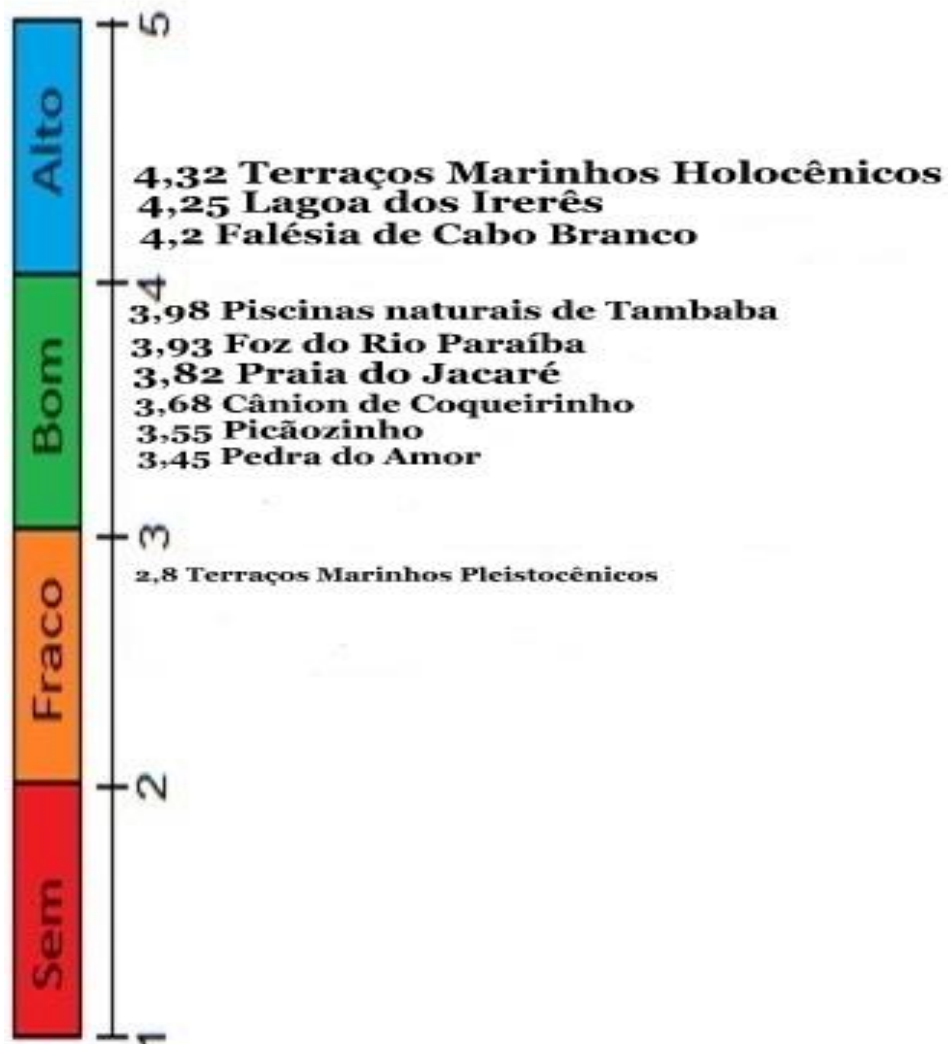 5
Alto
4,32 Terraços Marinhos Holocênicos
4,25 Lagoa dos Irerês
4,2 Falésia de Cabo Branco
4
3,98 Piscinas naturais de Tambaba
3,93 Foz do Rio Paraíba
3,82 Praia do Jacaré
Bom
3,68 Cânion de Coqueirinho
3,55 Picãozinho
3,45 Pedra do Amor
3
2,8 Terraços Marinhos Pleistocênicos
Fraco
2
Sem
1